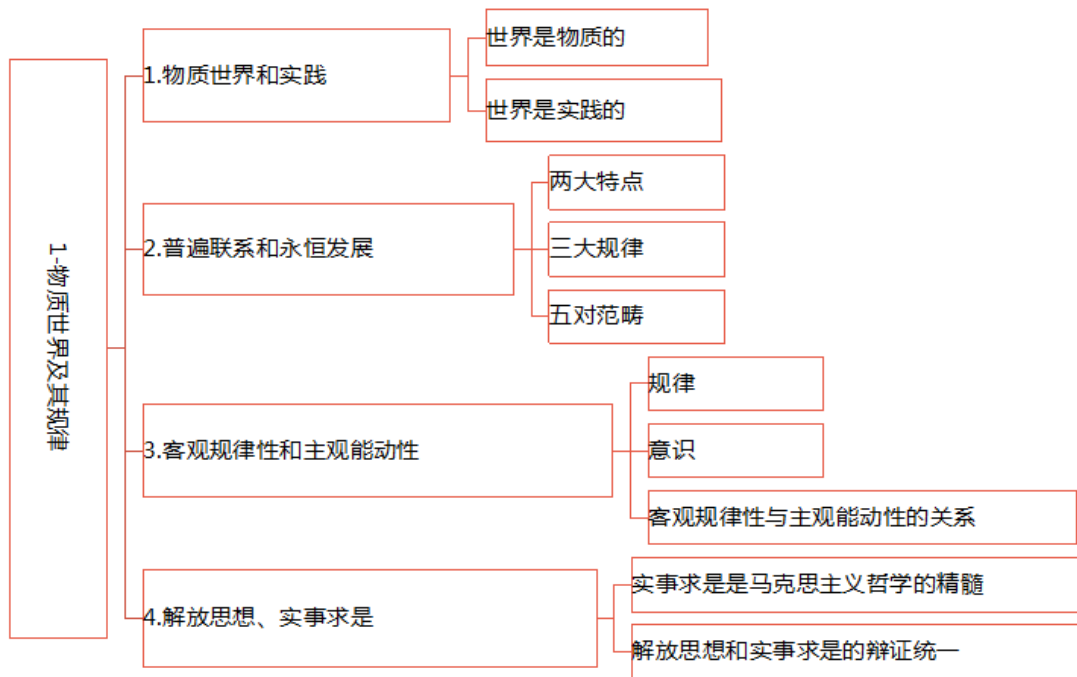 1-物质世界及其规律
1.物质世界和实践
世界是物质的
世界是实践的
2.普遍联系和永恒发展
两大特点
三大规律
五对范畴
3.客观规律性和主观能动性
规律
意识
客观规律性与主观能动性的关系
4.解放思想、实事求是
实事求是是马克思主义哲学的精髓
解放思想和实事求是的辩证统一